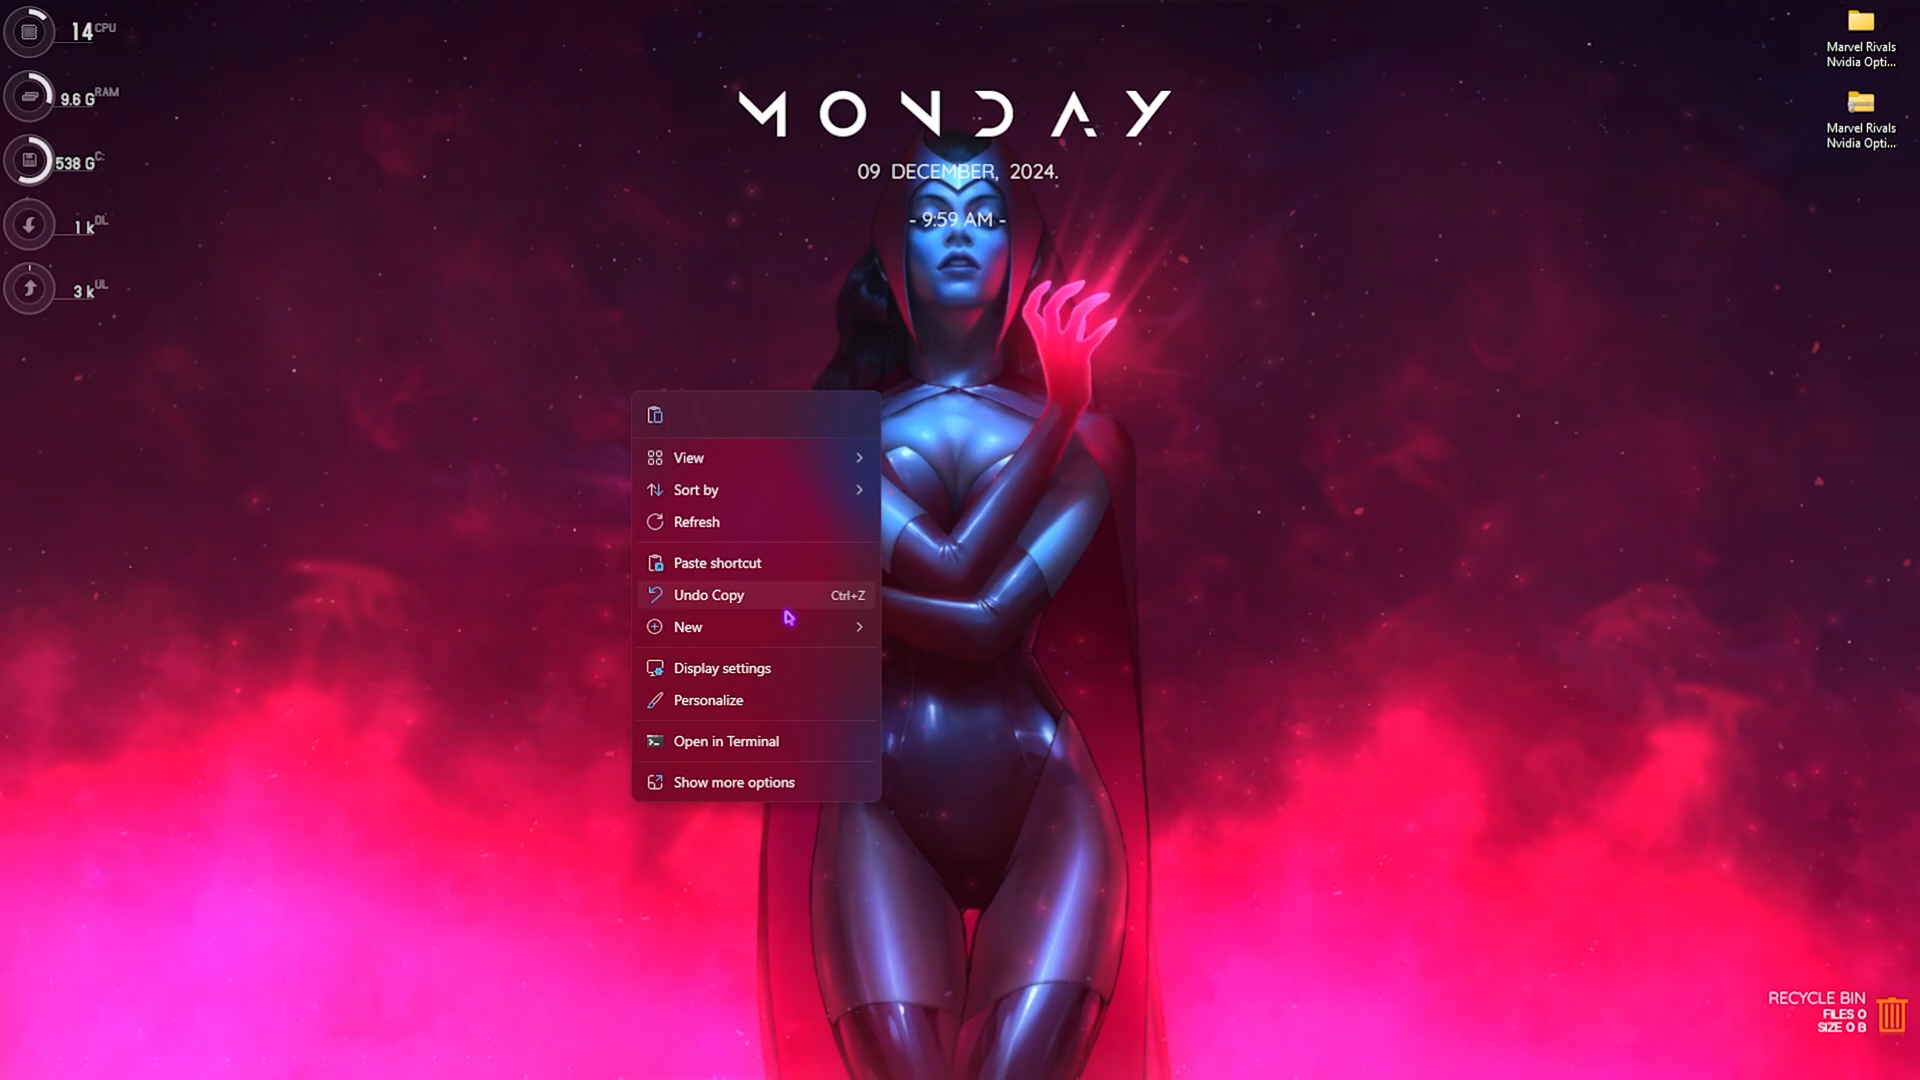 14 CPU
9.6 G RAM
538 G C:
1 k DL
3 k UL
MONDAY
09 DECEMBER, 2024.
- 9:59 AM -
Marvel Rivals
Nvidia Opti...
Marvel Rivals
Nvidia Opti...
View
Sort by
Refresh
Paste shortcut
Undo Copy Ctrl+Z
New
Display settings
Personalize
Open in Terminal
Show more options
RECYCLE BIN
FILES 0
SIZE 0 B